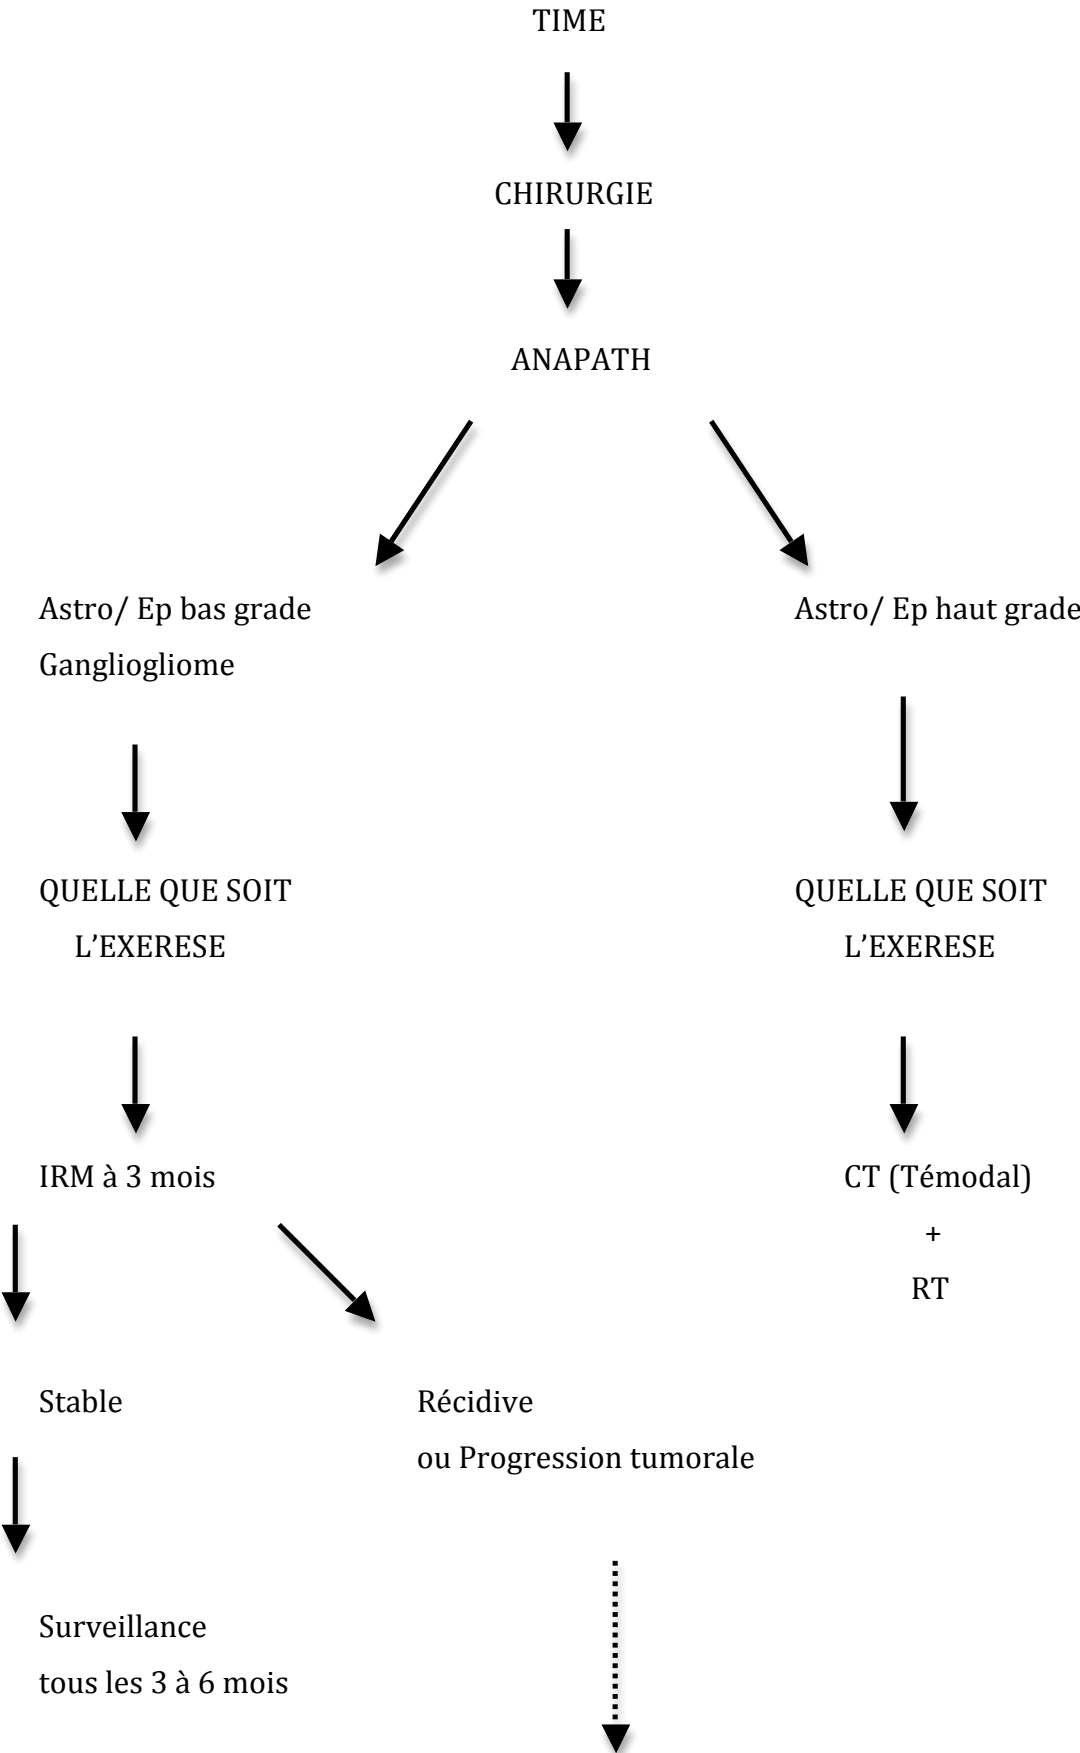 TIME
CHIRURGIE
ANAPATH
Astro/ Ep bas grade
Gangliogliome
Astro/ Ep haut grade
QUELLE QUE SOIT
L’EXERESE
QUELLE QUE SOIT
L’EXERESE
IRM à 3 mois
CT (Témodal)
+
RT
Stable
Récidive
ou Progression tumorale
Surveillance
tous les 3 à 6 mois